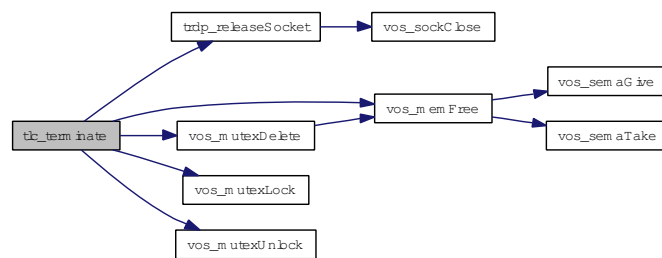 trdp_releaseSocket
vos_sockClose
vos_semaGive
vos_memFree
tlc_terminate
vos_mutexDelete
vos_semaTake
vos_mutexLock
vos_mutexUnlock